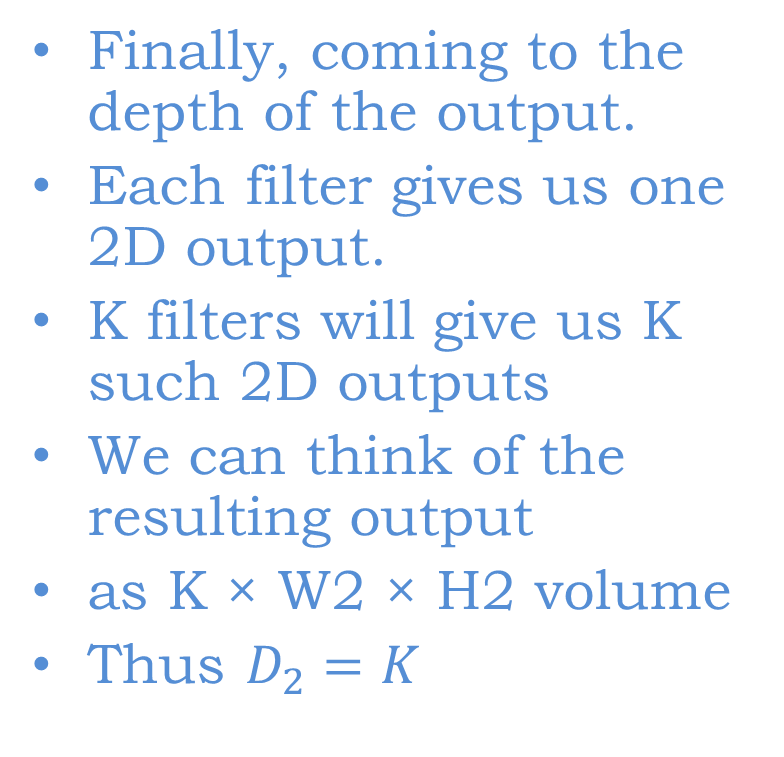 • Finally, coming to the
depth of the output.
• Each filter gives us one
2D output.
• K filters will give us K
such 2D outputs
• We can think of the
resulting output
• as K × W2 × H2 volume
• Thus D₂ = K